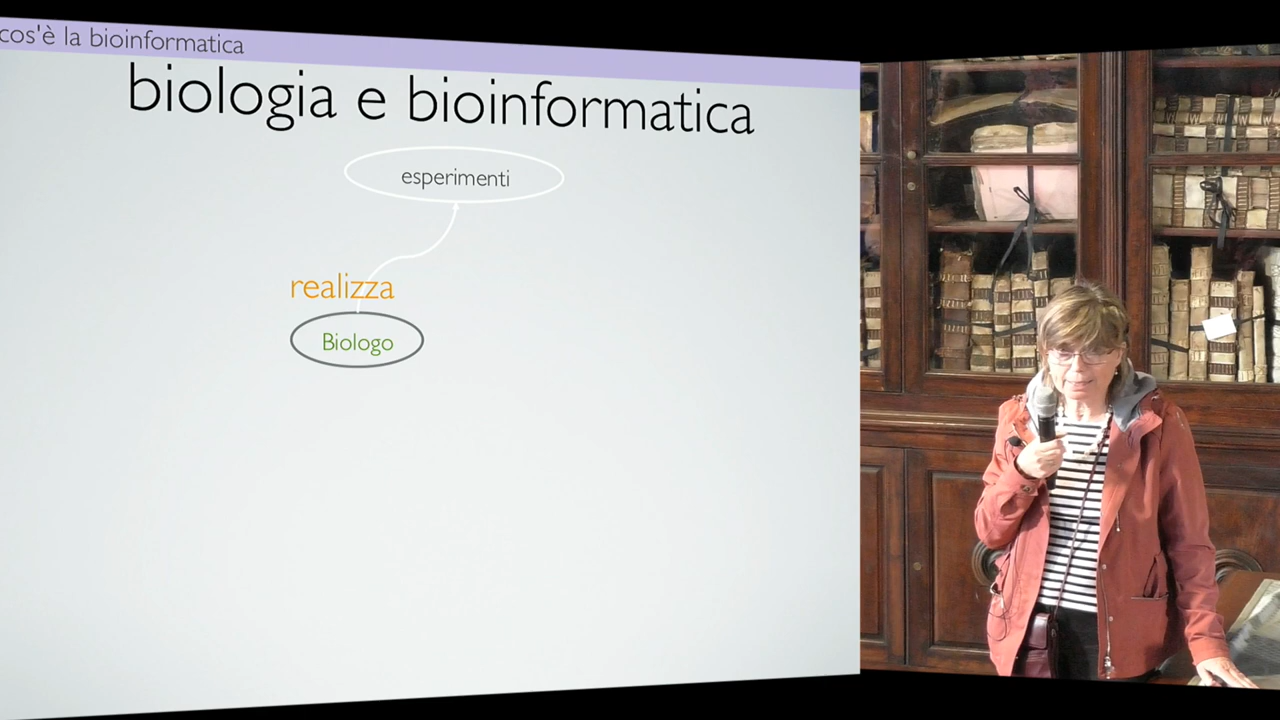 cos'è la bioinformatica
biologia e bioinformatica
esperimenti
realizza
Biologo